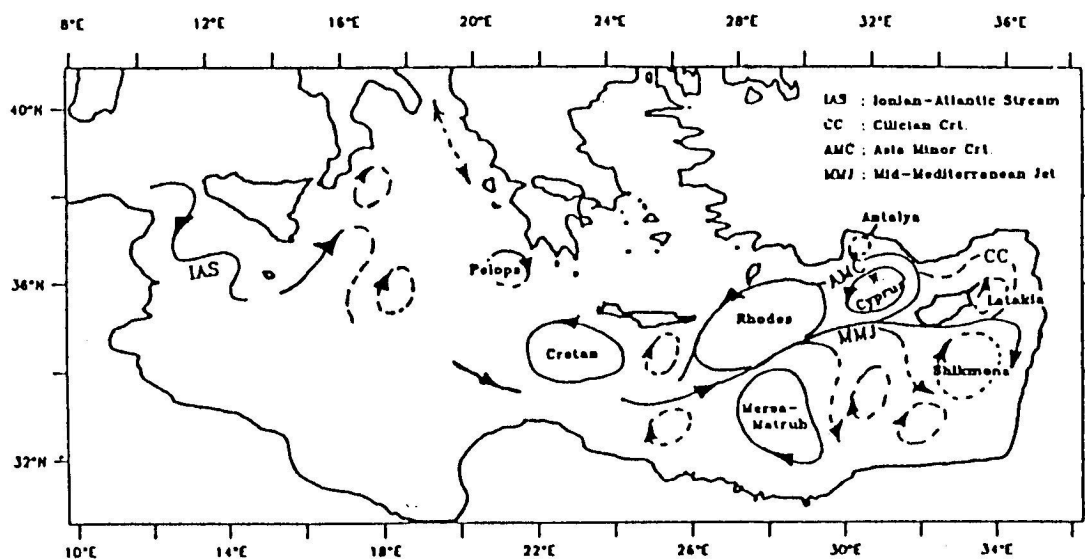 8°E 12°E 16°E 20°E 24°E 28°E 32°E 36°E
40°N
IAS : Ionian-Atlantic Stream
CC : Cilician Crt.
AMC : Asia Minor Crt.
MMJ : Mid-Mediterranean Jet
Antalya
IAS
Pelops
AMC
CC
36°N
W. Cyprus
Latakia
Rhodes
MMJ
Cretan
Shikmona
Mersa-
Matruh
32°N
10°E 14°E 18°E 22°E 26°E 30°E 34°E